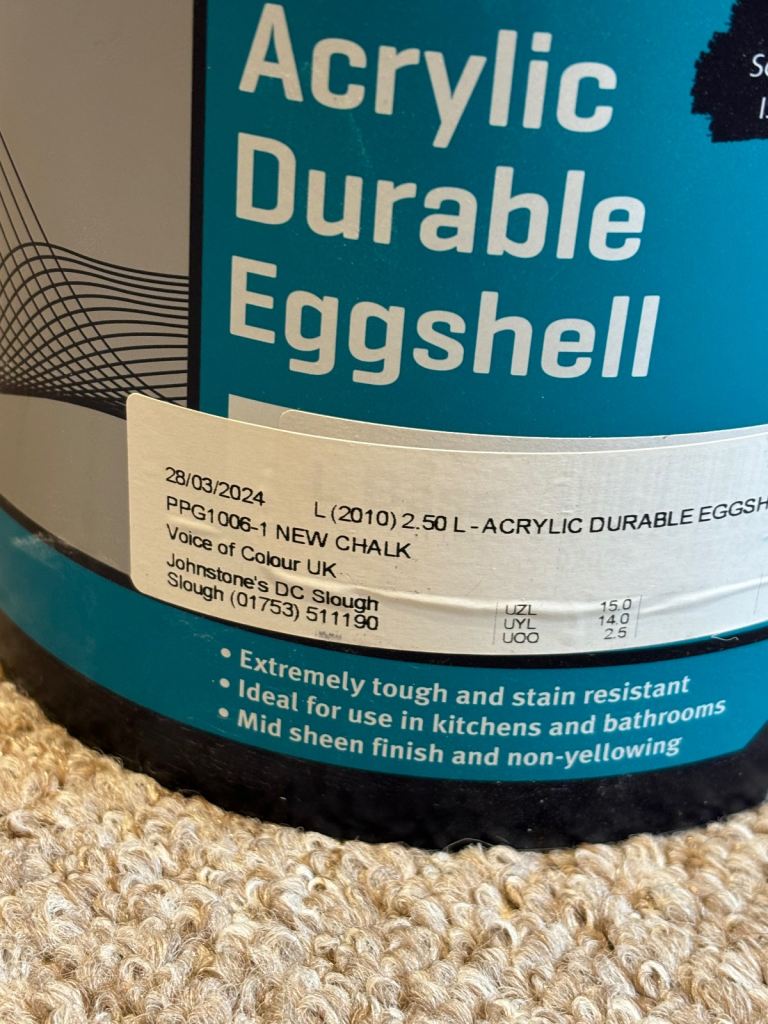 Acrylic
Durable
Eggshell
28/03/2024 L (2010) 2.50 L - ACRYLIC DURABLE EGGSH
PPG1006-1 NEW CHALK
Voice of Colour UK
Johnstone's DC Slough
Slough (01753) 511190
UZL 15.0
UYL 14.0
UOO 2.5
• Extremely tough and stain resistant
• Ideal for use in kitchens and bathrooms
• Mid sheen finish and non-yellowing